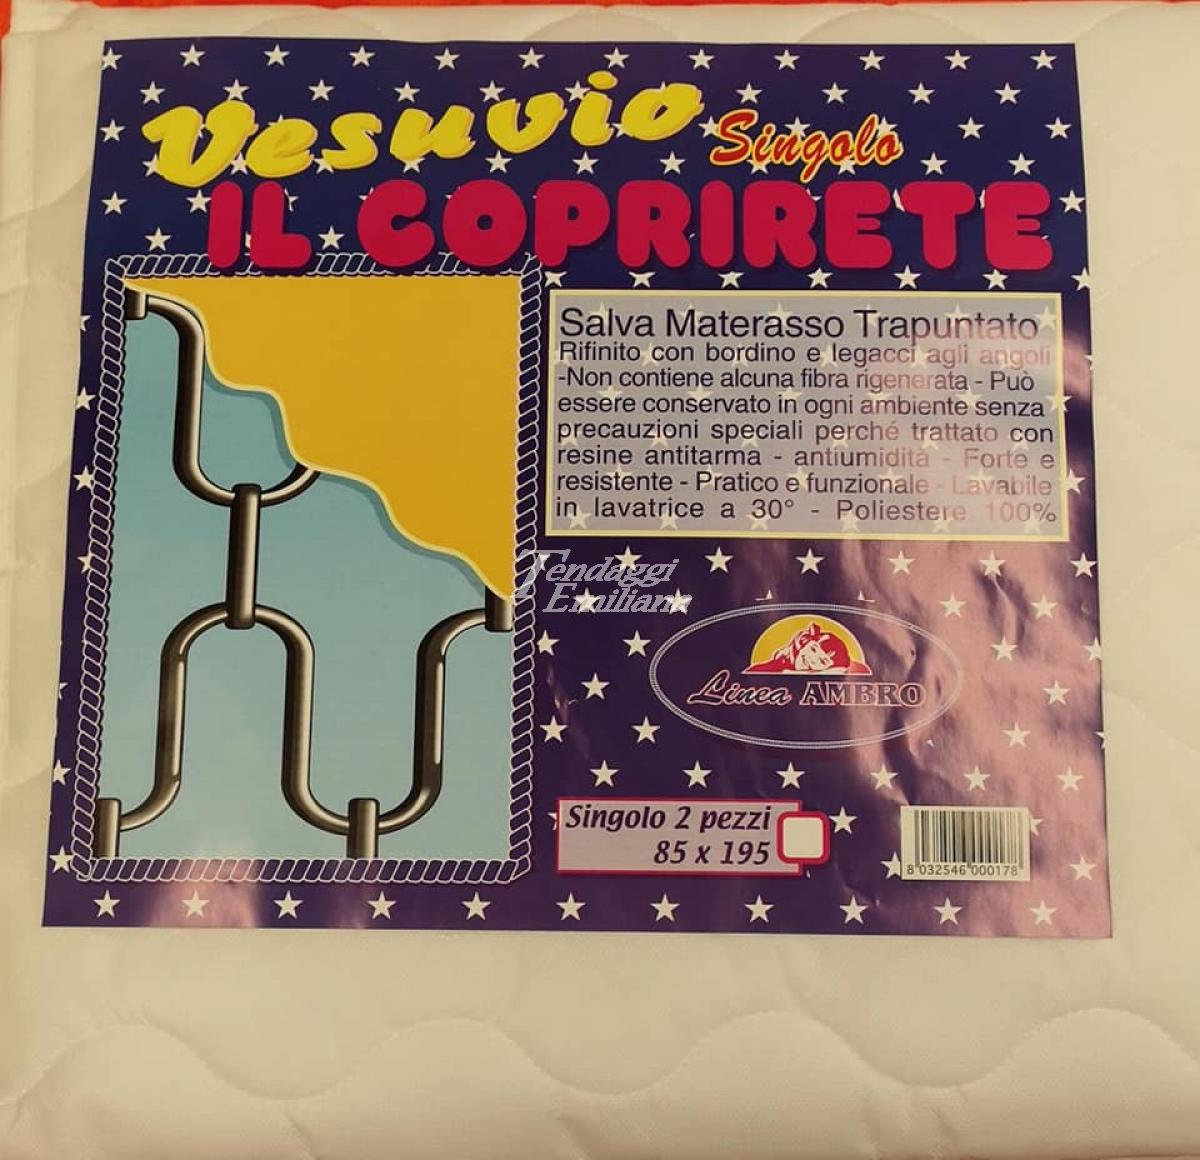 Vesuvio Singolo
IL COPRIRETE
Salva Materasso Trapuntato
Rifinito con bordino e legacci agli angoli
-Non contiene alcuna fibra rigenerata - Può
essere conservato in ogni ambiente senza
precauzioni speciali perché trattato con
resine antitarma - antiumidità - Forte e
resistente - Pratico e funzionale - Lavabile
in lavatrice a 30° - Poliestere 100%
Tendaggi
Emiliana
Linea AMBRO
Singolo 2 pezzi
85 x 195
8 032546 000178